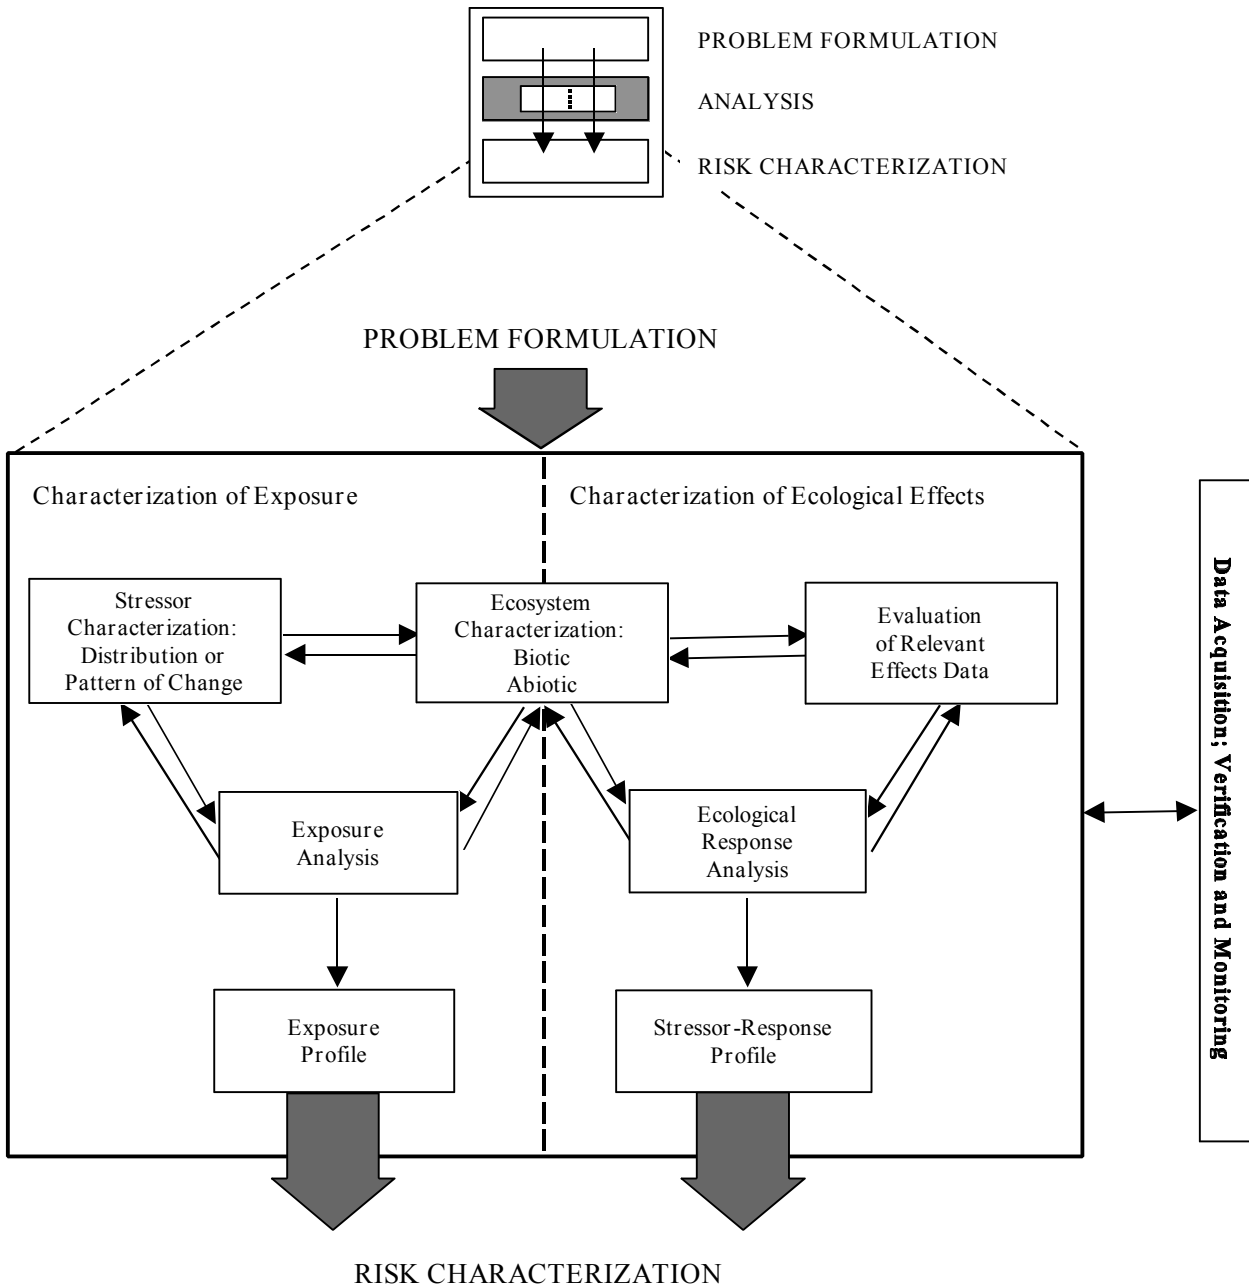 PROBLEM FORMULATION
ANALYSIS
RISK CHARACTERIZATION
PROBLEM FORMULATION
Characterization of Exposure
Characterization of Ecological Effects
Stressor
Characterization:
Distribution or
Pattern of Change
Ecosystem
Characterization:
Biotic
Abiotic
Evaluation
of Relevant
Effects Data
Exposure
Analysis
Ecological
Response
Analysis
Exposure
Profile
Stressor-Response
Profile
Data Acquisition; Verification and Monitoring
RISK CHARACTERIZATION